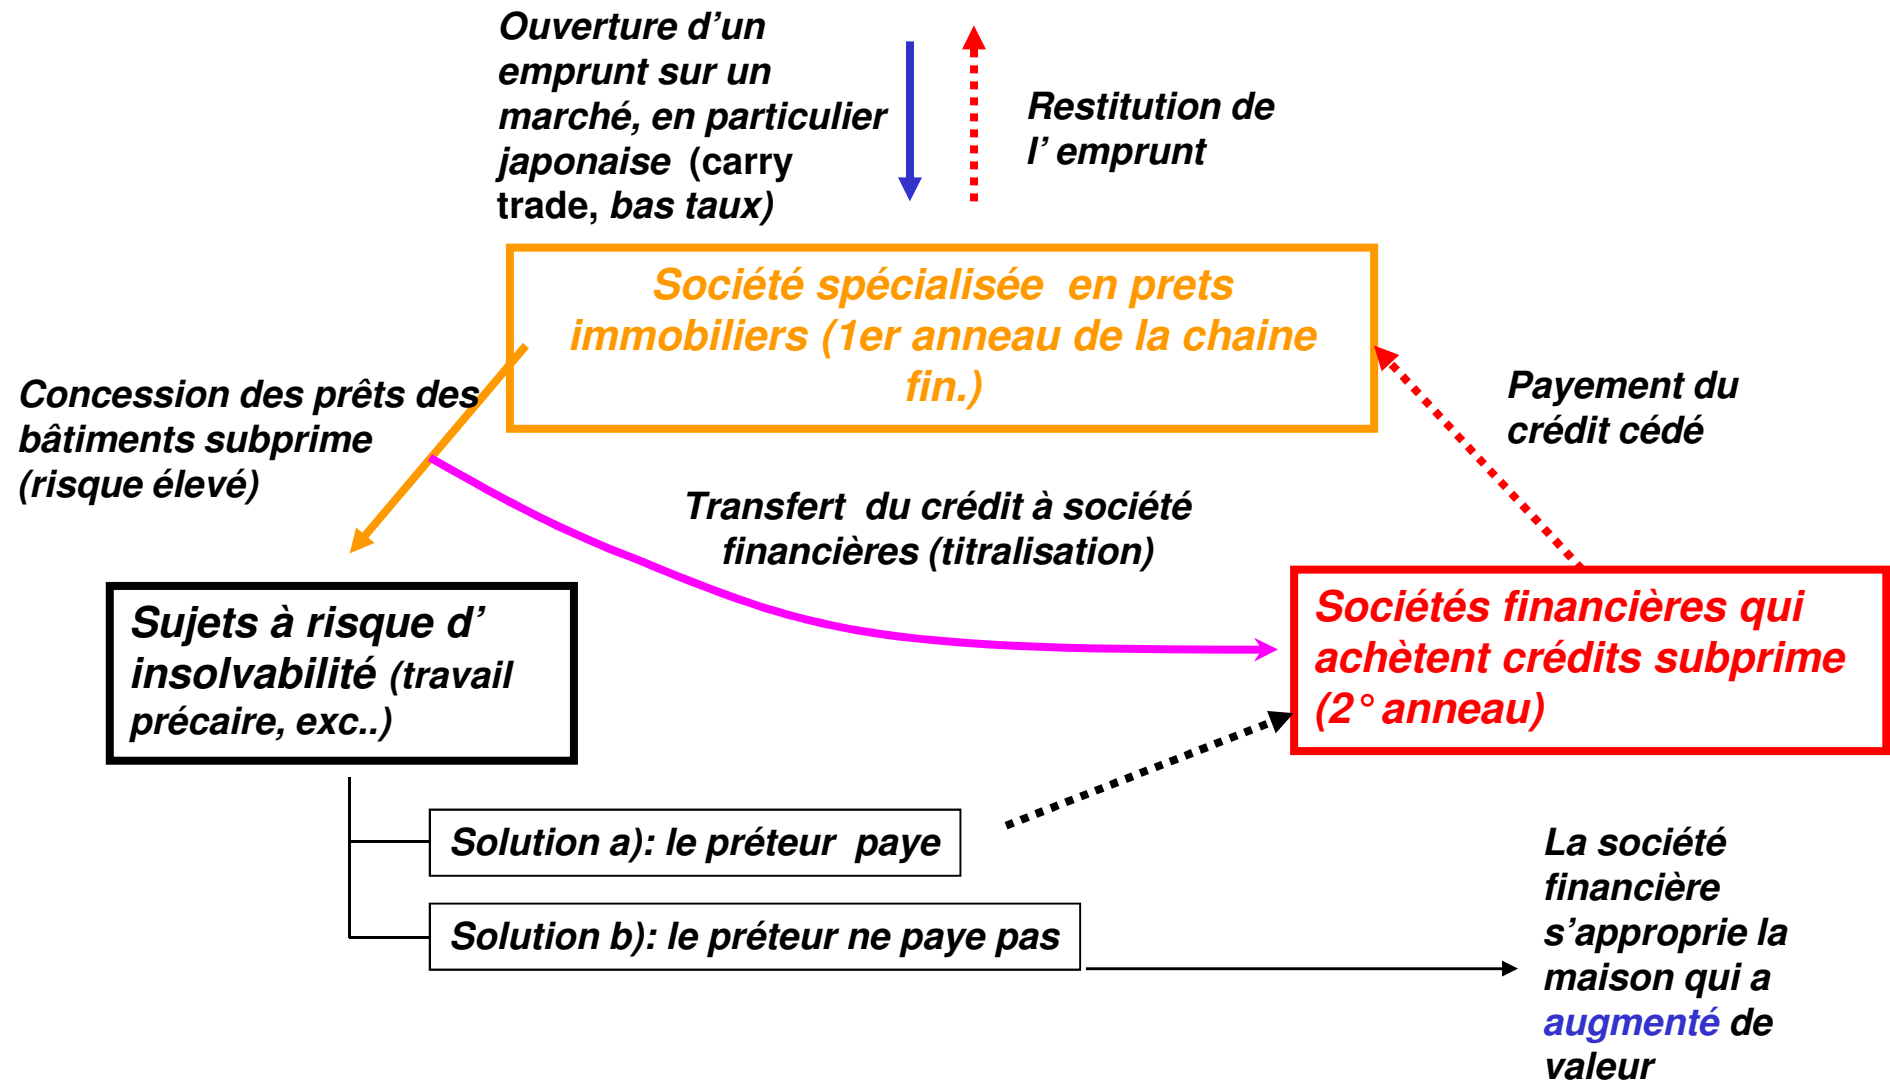 Ouverture d’un
emprunt sur un
marché, en particulier
japonaise (carry
trade, bas taux)
Restitution de
l’ emprunt
Société spécialisée en prets
immobiliers (1er anneau de la chaine
fin.)
Concession des prêts des
bâtiments subprime
(risque élevé)
Payement du
crédit cédé
Transfert du crédit à société
financières (titralisation)
Sujets à risque d’
insolvabilité (travail
précaire, exc..)
Sociétés financières qui
achètent crédits subprime
(2° anneau)
Solution a): le préteur paye
Solution b): le préteur ne paye pas
La société
financière
s’approprie la
maison qui a
augmenté de
valeur